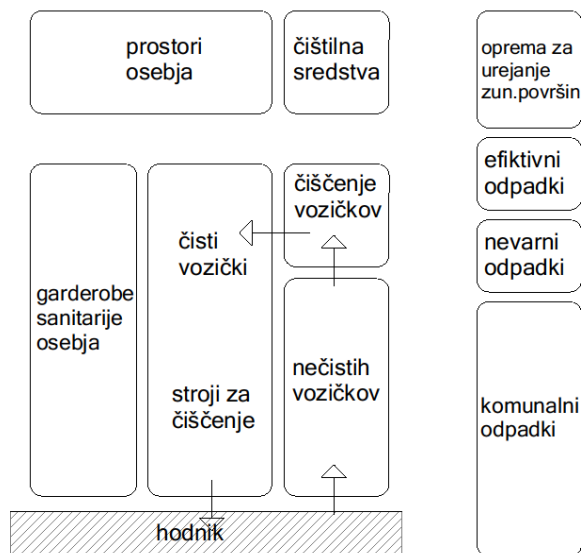 prostori
osebja
čištilna
sredstva
oprema za
urejanje
zun.površin
efiktivni
odpadki
čiščenje
vozičkov
čisti
vozički
nevarni
odpadki
garderobe
sanitarije
osebja
stroji za
čiščenje
nečistih
vozičkov
komunalni
odpadki
hodnik